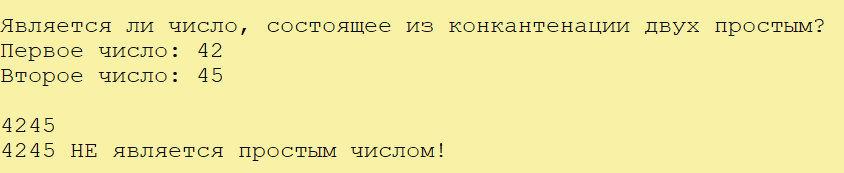 Является ли число, состоящее из конкантенации двух простым?
Первое число: 42
Второе число: 45
4245
4245 НЕ является простым числом!